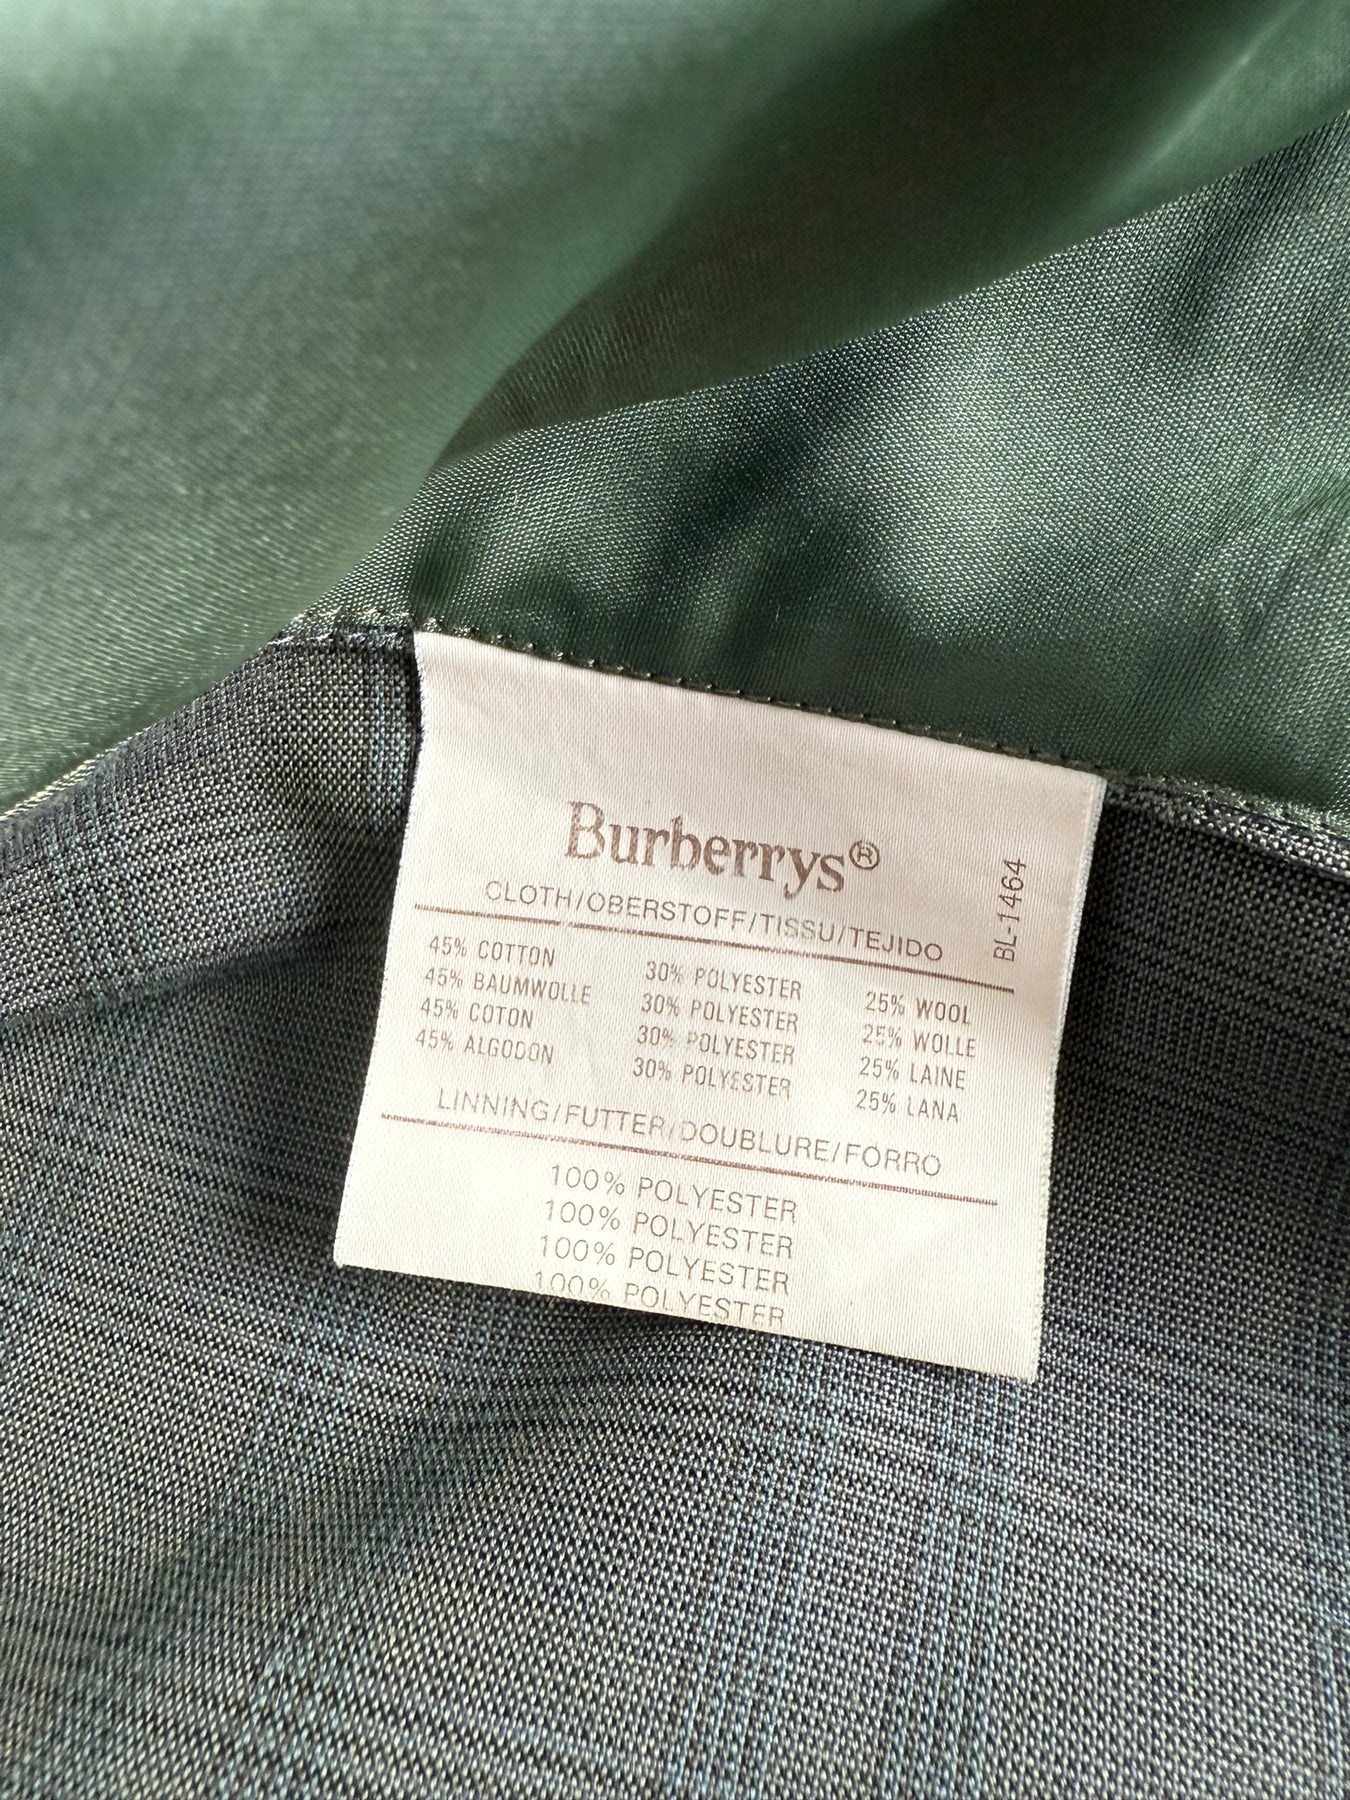 Burberrys®
BL-1464
CLOTH/OBERSTOFF/TISSU/TEJIDO
45% COTTON 30% POLYESTER 25% WOOL
45% BAUMWOLLE 30% POLYESTER 25% WOLLE
45% COTON 30% POLYESTER 25% LAINE
45% ALGODON 30% POLYESTER 25% LANA
LINNING/FUTTER/DOUBLURE/FORRO
100% POLYESTER
100% POLYESTER
100% POLYESTER
100% POLYESTER